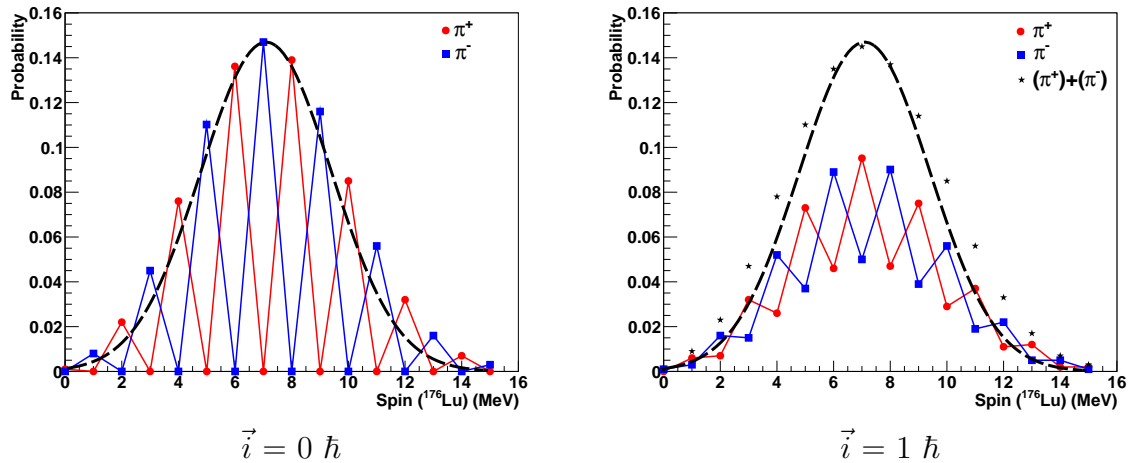 Probability
0.16
0.14
0.12
0.1
0.08
0.06
0.04
0.02
0
π⁺
π⁻
0 2 4 6 8 10 12 14 16
Spin (¹⁷⁶Lu) (MeV)
i⃗ = 0 ℏ
Probability
0.16
0.14
0.12
0.1
0.08
0.06
0.04
0.02
0
π⁺
π⁻
(π⁺)+(π⁻)
0 2 4 6 8 10 12 14 16
Spin (¹⁷⁶Lu) (MeV)
i⃗ = 1 ℏ